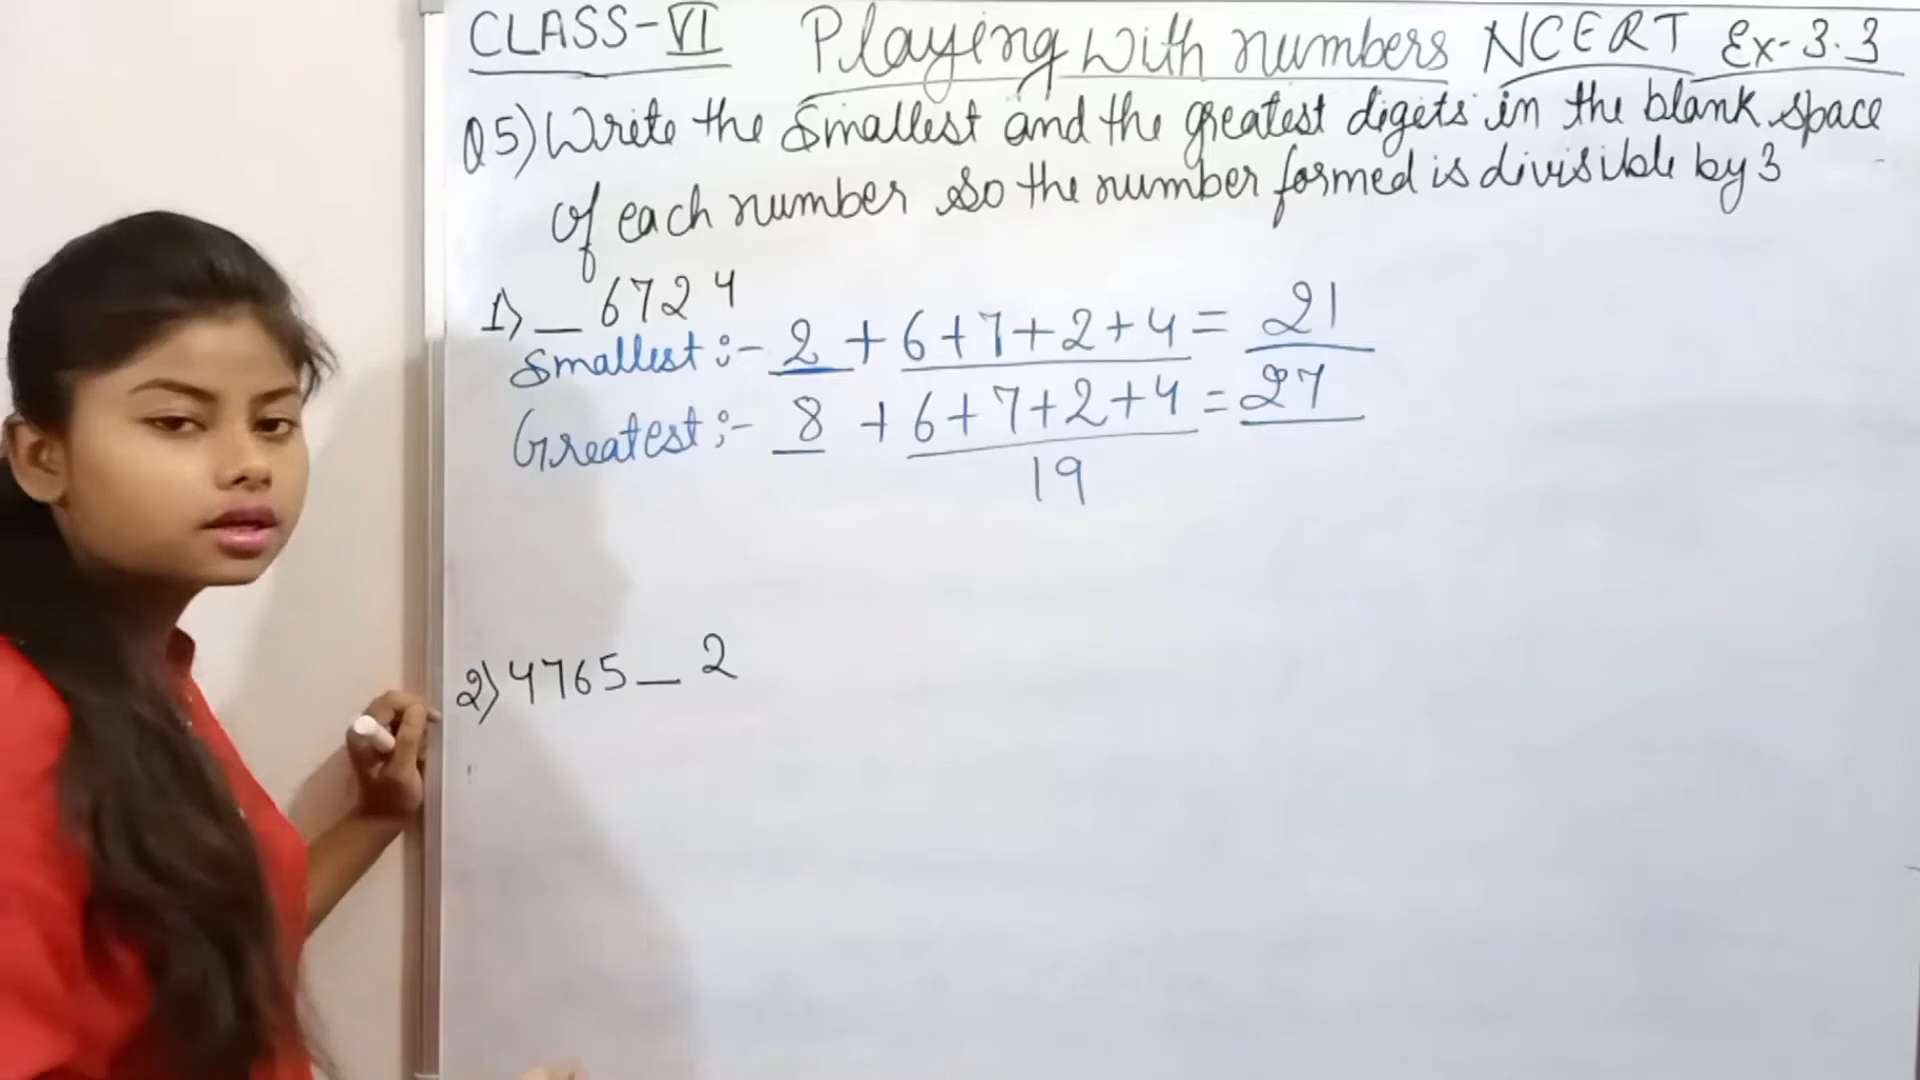 CLASS-VI Playing with numbers NCERT Ex-3.3
Q5) Write the Smallest and the greatest digits in the blank space
of each number so the number formed is divisible by 3
1) _ 6724
Smallest :- 2 + 6+7+2+4 = 21
Greatest :- 8 + 6+7+2+4 = 27
19
2) 4765_2